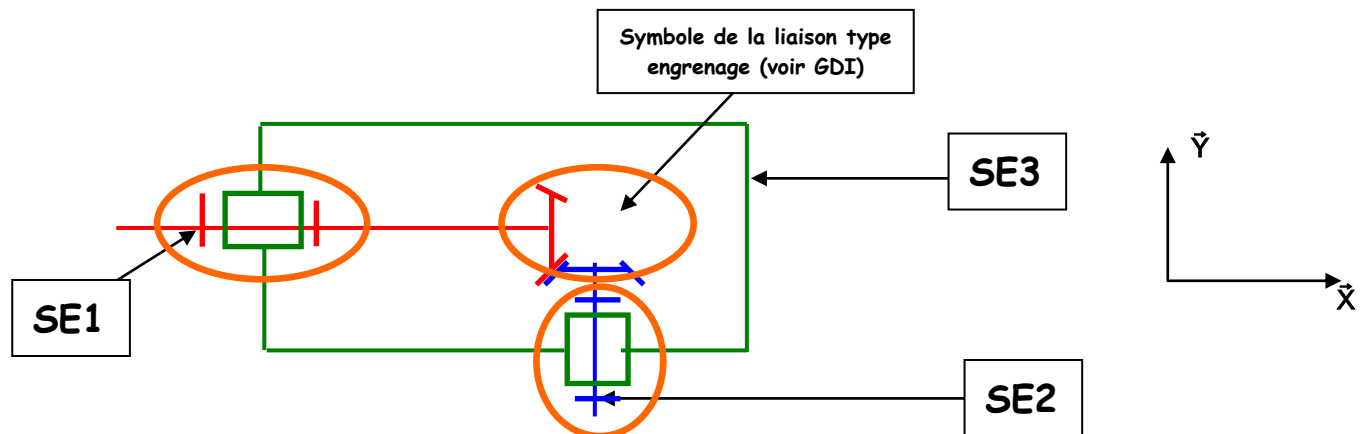 Symbole de la liaison type
engrenage (voir GDI)
SE3
Y
SE1
X
SE2